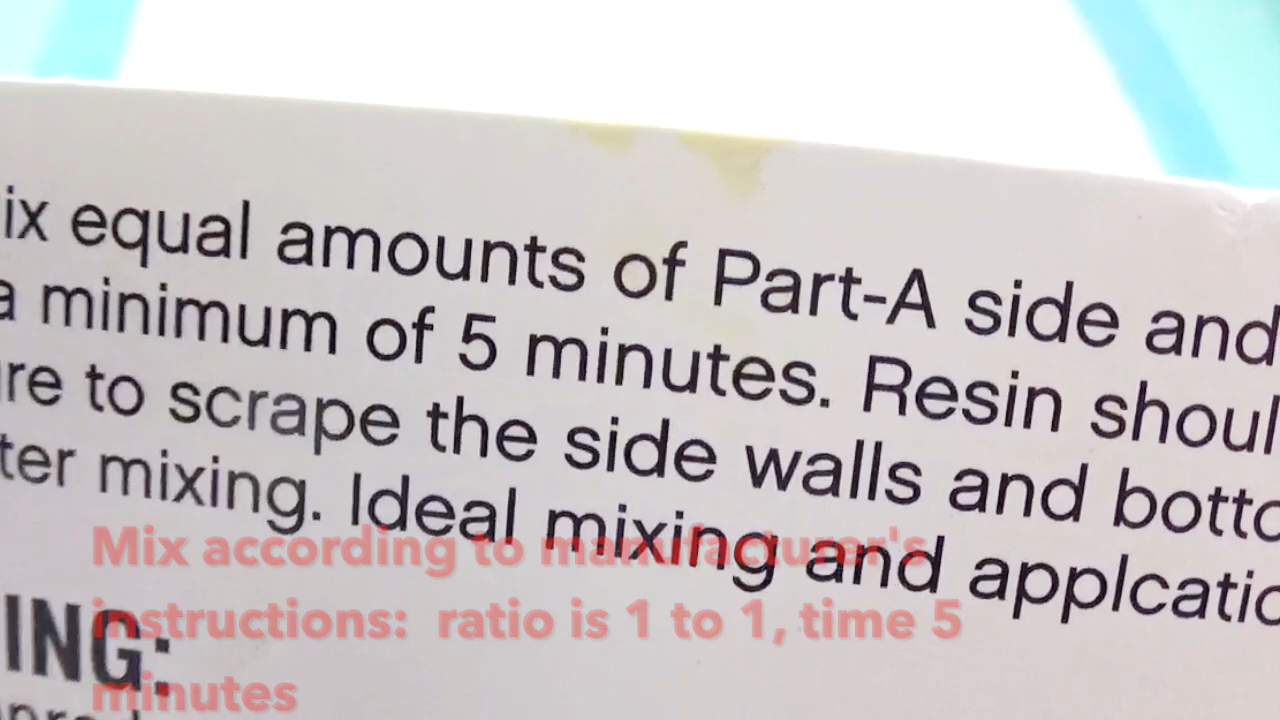 ix equal amounts of Part-A side and
a minimum of 5 minutes. Resin shoul
re to scrape the side walls and botto
ter mixing. Ideal mixing and applcatio
ING:
Mix according to manufacturer's
instructions: ratio is 1 to 1, time 5
minutes